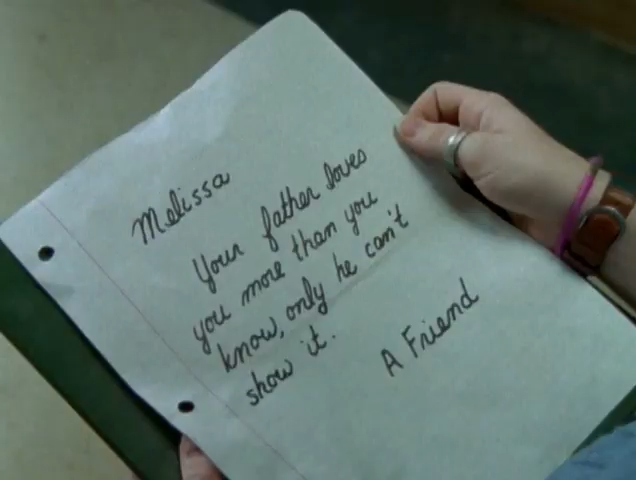 Melissa
Your father loves
you more than you
know, only he can't
show it.
A Friend